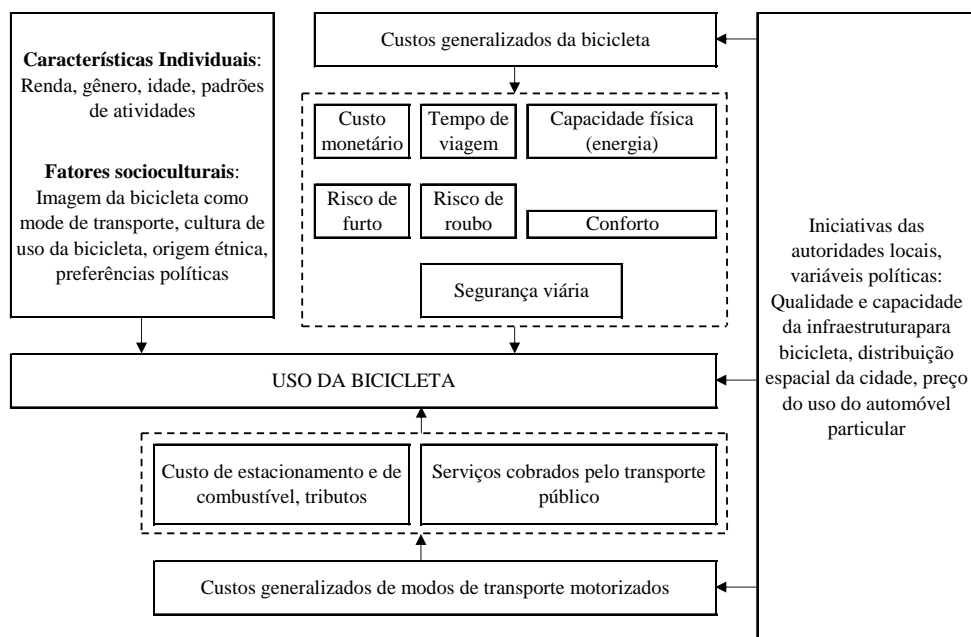 Características Individuais:
Renda, gênero, idade, padrões
de atividades
Fatores socioculturais:
Imagem da bicicleta como
mode de transporte, cultura de
uso da bicicleta, origem étnica,
preferências políticas
Custos generalizados da bicicleta
Custo
monetário
Tempo de
viagem
Capacidade física
(energia)
Risco de
furto
Risco de
roubo
Conforto
Segurança viária
USO DA BICICLETA
Custo de estacionamento e de
combustível, tributos
Serviços cobrados pelo transporte
público
Custos generalizados de modos de transporte motorizados
Iniciativas das
autoridades locais,
variáveis políticas:
Qualidade e capacidade
da infraestruturapara
bicicleta, distribuição
espacial da cidade, preço
do uso do automóvel
particular